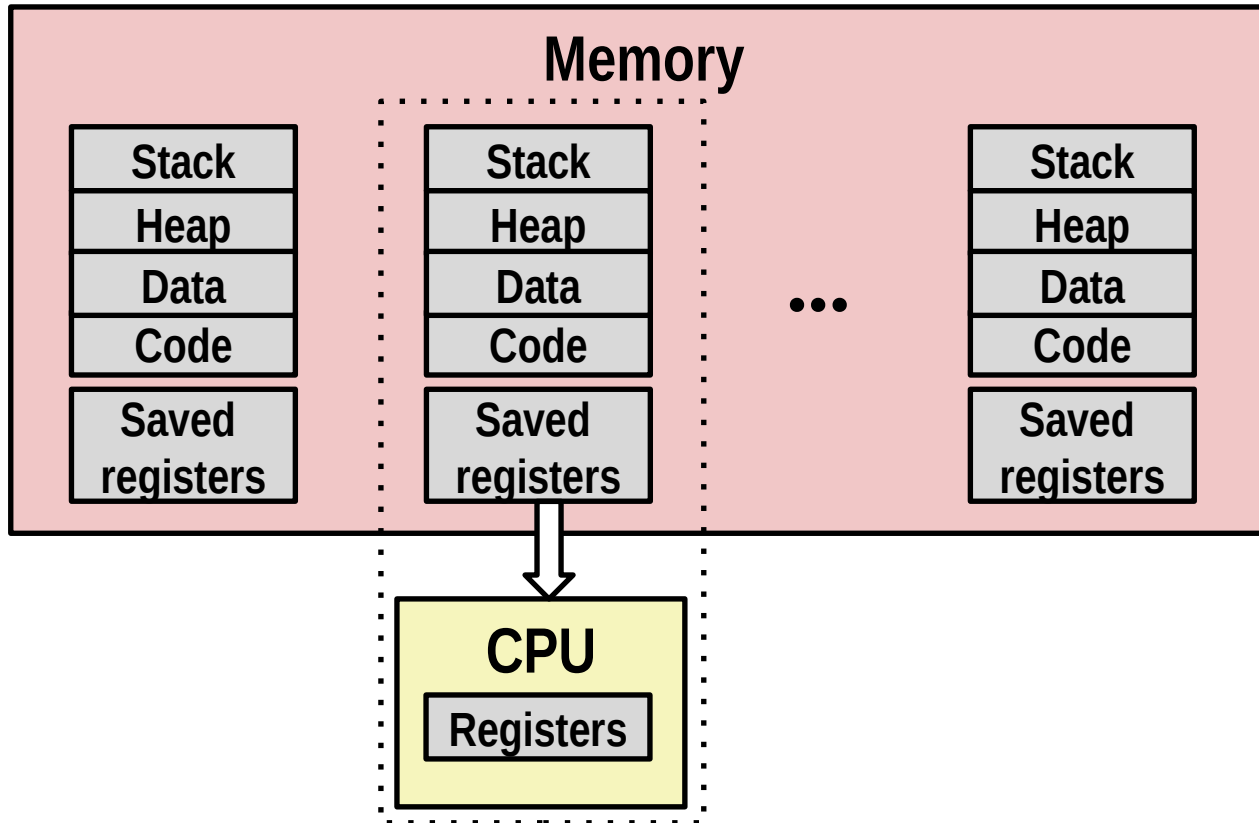 Memory
Stack
Heap
Data
Code
Saved
registers
Stack
Heap
Data
Code
Saved
registers
...
Stack
Heap
Data
Code
Saved
registers
CPU
Registers